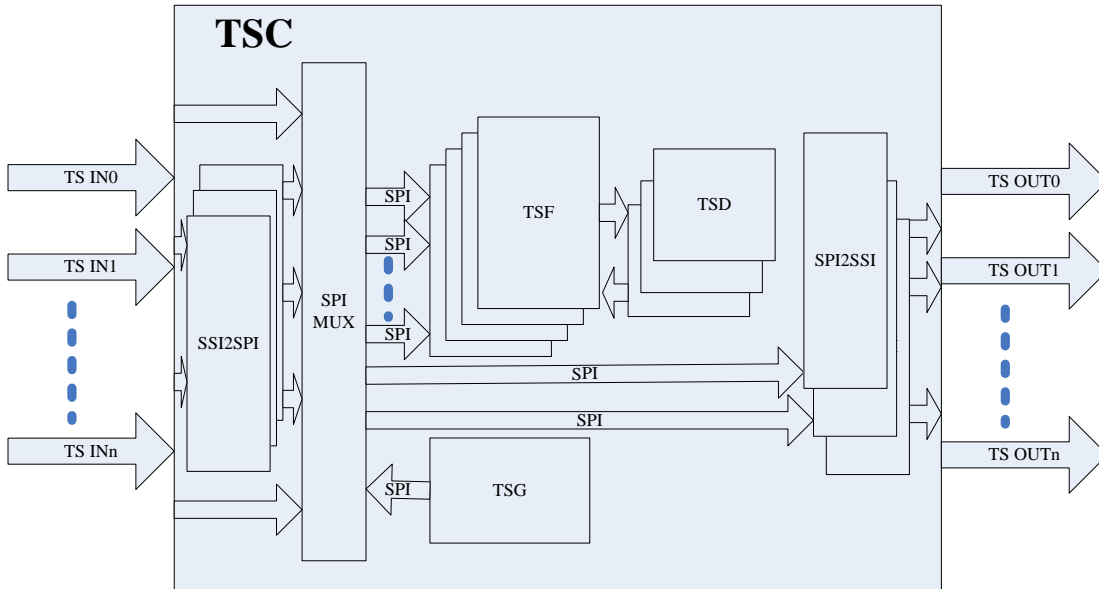 TSC
TS IN0
TS IN1
TS INn
SSI2SPI
SPI
MUX
SPI
SPI
SPI
TSF
TSD
SPI2SSI
SPI
SPI
SPI
TSG
TS OUT0
TS OUT1
TS OUTn